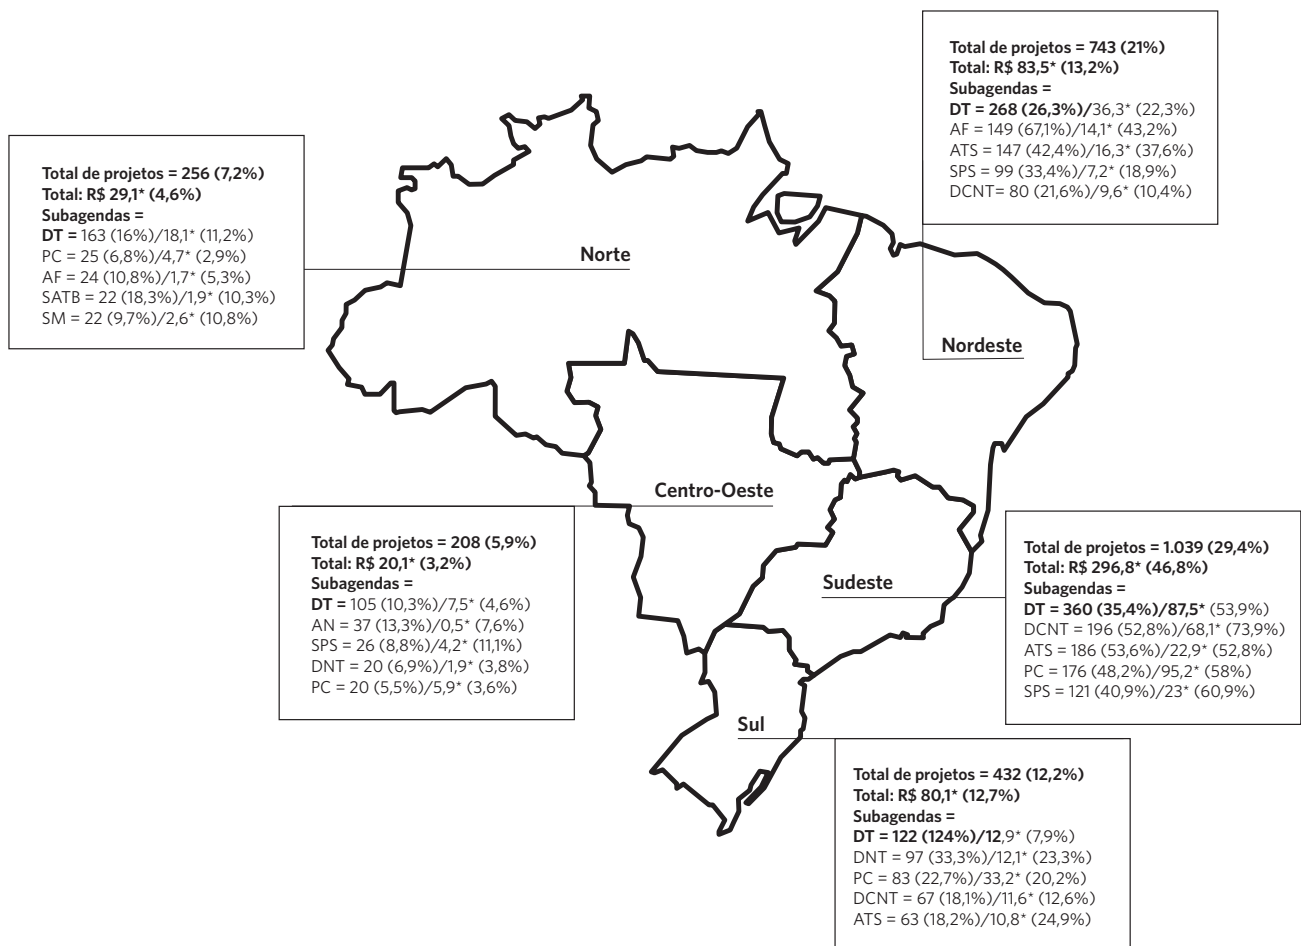 Total de projetos = 743 (21%)
Total: R$ 83,5* (13,2%)
Subagendas =
DT = 268 (26,3%)/36,3* (22,3%)
AF = 149 (67,1%)/14,1* (43,2%)
ATS = 147 (42,4%)/16,3* (37,6%)
SPS = 99 (33,4%)/7,2* (18,9%)
DCNT= 80 (21,6%)/9,6* (10,4%)
Total de projetos = 256 (7,2%)
Total: R$ 29,1* (4,6%)
Subagendas =
DT = 163 (16%)/18,1* (11,2%)
PC = 25 (6,8%)/4,7* (2,9%)
AF = 24 (10,8%)/1,7* (5,3%)
SATB = 22 (18,3%)/1,9* (10,3%)
SM = 22 (9,7%)/2,6* (10,8%)
Norte
Nordeste
Centro-Oeste
Total de projetos = 208 (5,9%)
Total: R$ 20,1* (3,2%)
Subagendas =
DT = 105 (10,3%)/7,5* (4,6%)
AN = 37 (13,3%)/0,5* (7,6%)
SPS = 26 (8,8%)/4,2* (11,1%)
DNT = 20 (6,9%)/1,9* (3,8%)
PC = 20 (5,5%)/5,9* (3,6%)
Sudeste
Total de projetos = 1.039 (29,4%)
Total: R$ 296,8* (46,8%)
Subagendas =
DT = 360 (35,4%)/87,5* (53,9%)
DCNT = 196 (52,8%)/68,1* (73,9%)
ATS = 186 (53,6%)/22,9* (52,8%)
PC = 176 (48,2%)/95,2* (58%)
SPS = 121 (40,9%)/23* (60,9%)
Sul
Total de projetos = 432 (12,2%)
Total: R$ 80,1* (12,7%)
Subagendas =
DT = 122 (124%)/12,9* (7,9%)
DNT = 97 (33,3%)/12,1* (23,3%)
PC = 83 (22,7%)/33,2* (20,2%)
DCNT = 67 (18,1%)/11,6* (12,6%)
ATS = 63 (18,2%)/10,8* (24,9%)